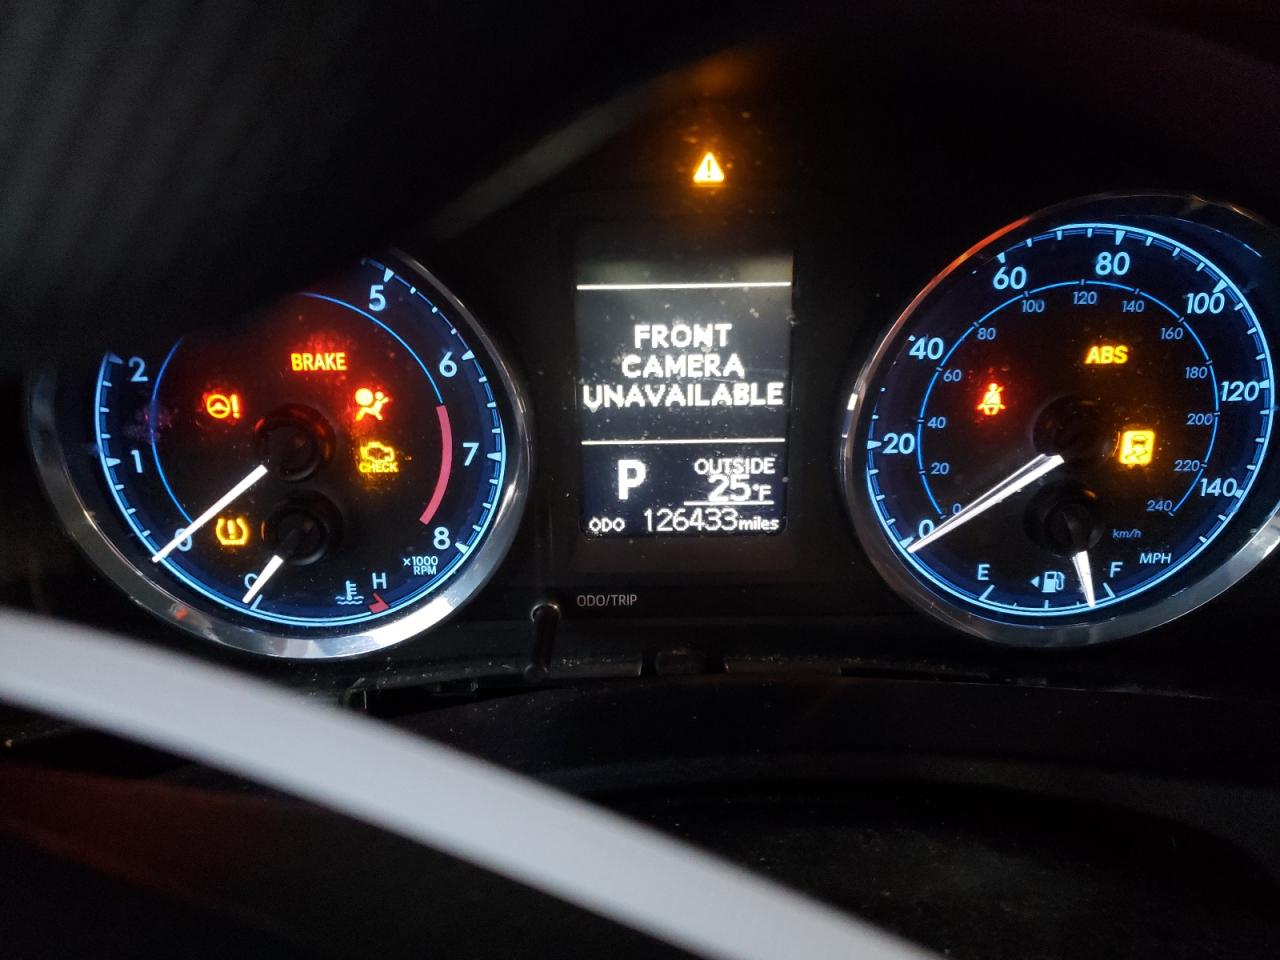 2
1
0
5
6
7
8
BRAKE
CHECK
x1000
RPM
C
H
FRONT
CAMERA
UNAVAILABLE
P
OUTSIDE
25°F
ODO 126433miles
ODO/TRIP
0
20
40
60
80
100
120
140
0
20
40
60
80
100
120
140
160
180
200
220
240
km/h
MPH
ABS
E
F